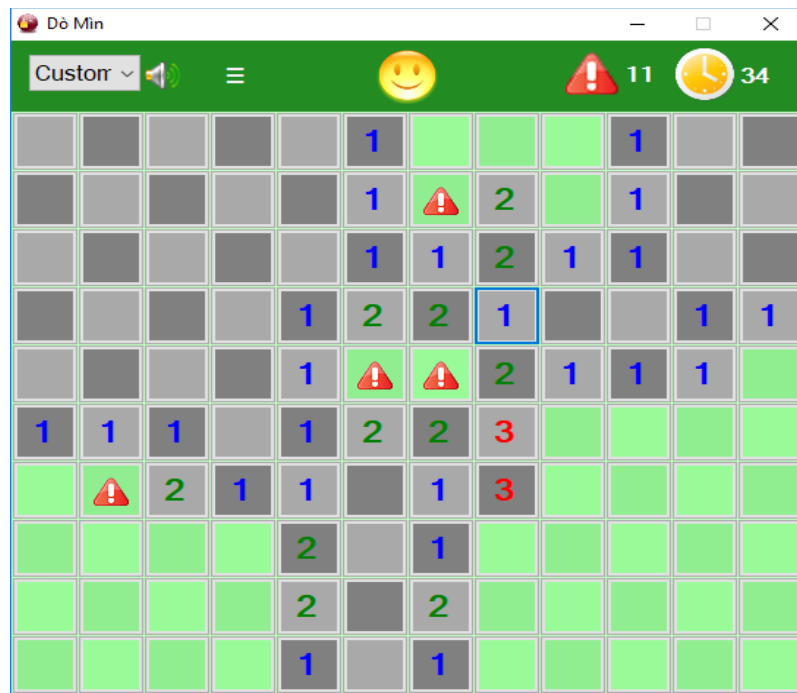 Dò Mìn
Custom 11 34
1 1
1 2 1
1 1 2 1 1
1 2 2 1 1 1
1 2 1 1 1
1 1 1 1 2 2 3
2 1 1 1 3
2 1
2 2
1 1